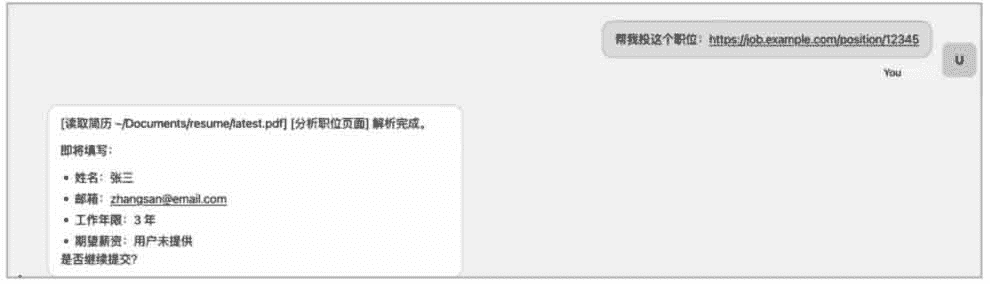 帮我投这个职位：https://job.example.com/position/12345
U
You
[读取简历 ~/Documents/resume/latest.pdf] [分析职位页面] 解析完成。
即将填写：
• 姓名：张三
• 邮箱：zhangsan@email.com
• 工作年限：3 年
• 期望薪资：用户未提供
是否继续提交？